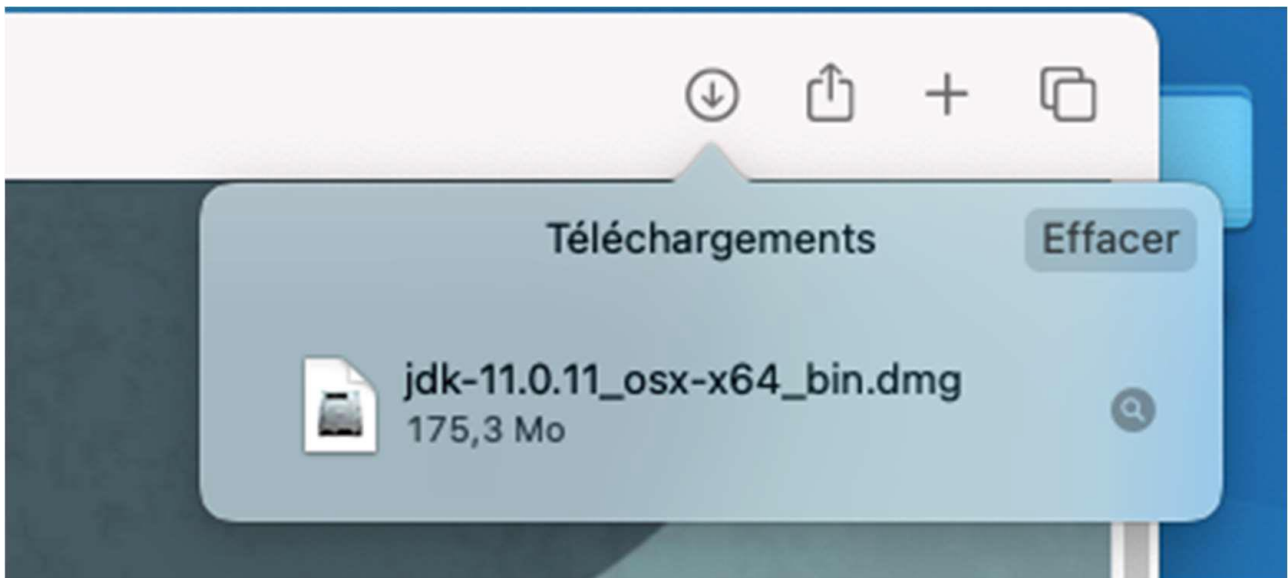 Téléchargements
Effacer
jdk-11.0.11_osx-x64_bin.dmg
175,3 Mo